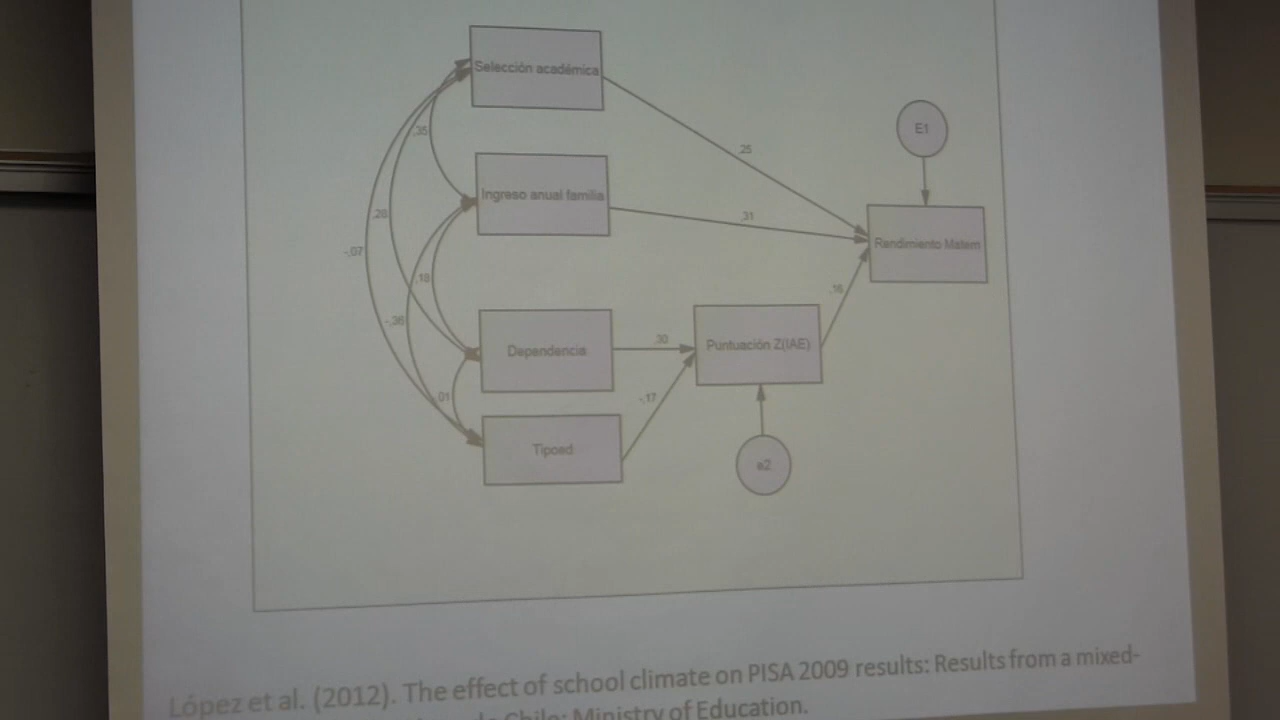 Selección académica
.35
.25
E1
Ingreso anual familia
.31
.28
-.07
Rendimiento Matem
.18
.16
-.36
Dependencia
.30
Puntuación Z(IAE)
.01
-.17
Tipoed
e2
López et al. (2012). The effect of school climate on PISA 2009 results: Results from a mixed-
Chile: Ministry of Education.